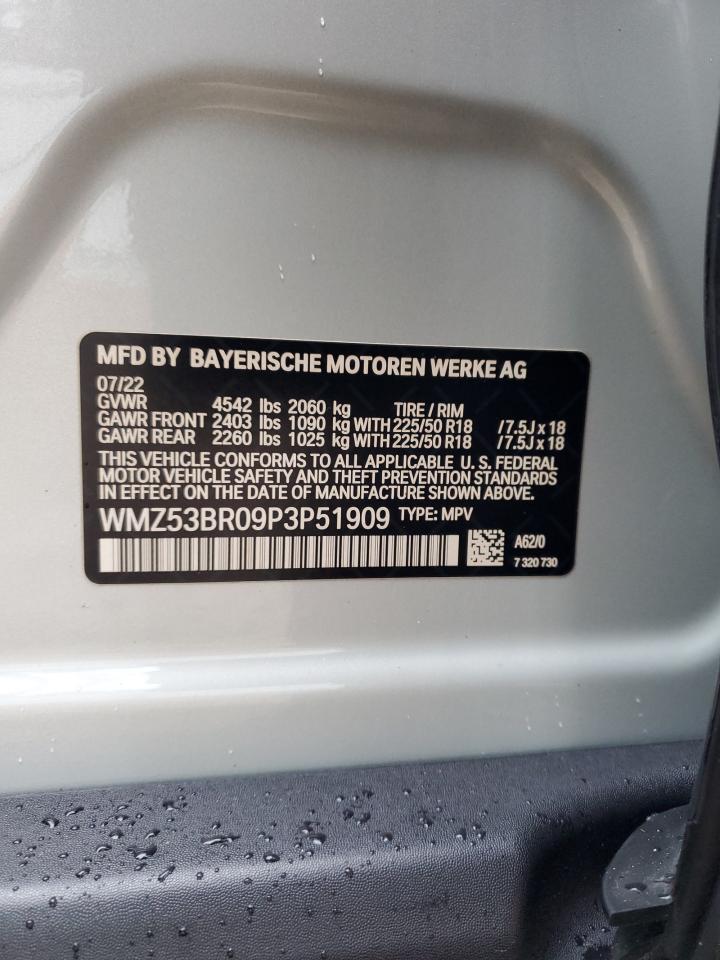 MFD BY BAYERISCHE MOTOREN WERKE AG
07/22
GVWR 4542 lbs 2060 kg TIRE / RIM
GAWR FRONT 2403 lbs 1090 kg WITH 225/50 R18 /7.5J x 18
GAWR REAR 2260 lbs 1025 kg WITH 225/50 R18 /7.5J x 18
THIS VEHICLE CONFORMS TO ALL APPLICABLE U. S. FEDERAL
MOTOR VEHICLE SAFETY AND THEFT PREVENTION STANDARDS
IN EFFECT ON THE DATE OF MANUFACTURE SHOWN ABOVE.
WMZ53BR09P3P51909 TYPE: MPV
A62/0
7 320 730